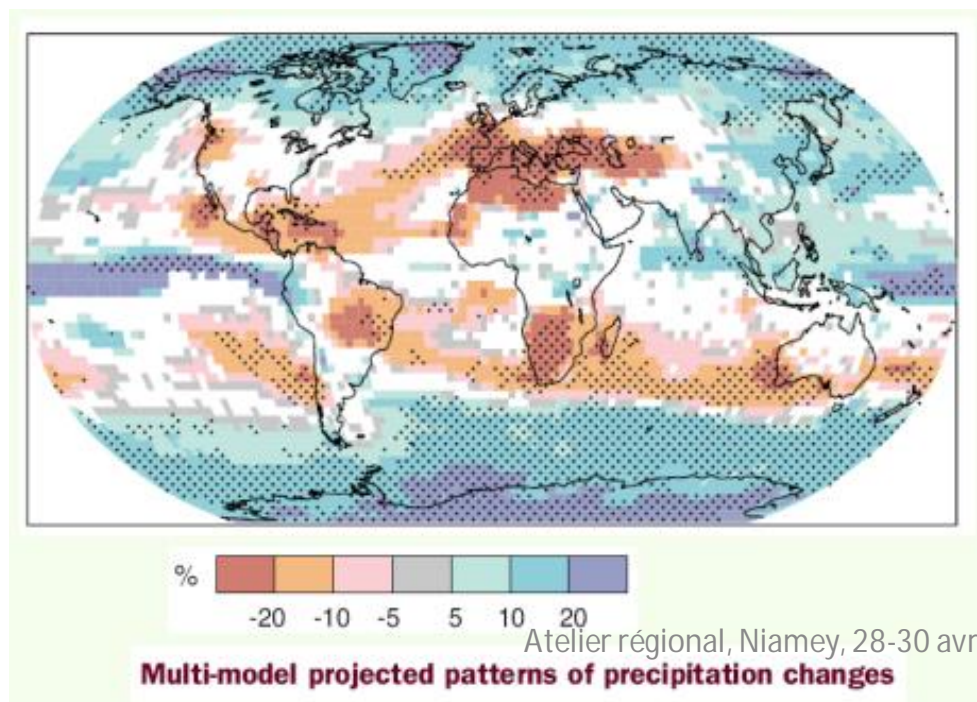 %
-20 -10 -5 5 10 20
Atelier régional, Niamey, 28-30 avr
Multi-model projected patterns of precipitation changes